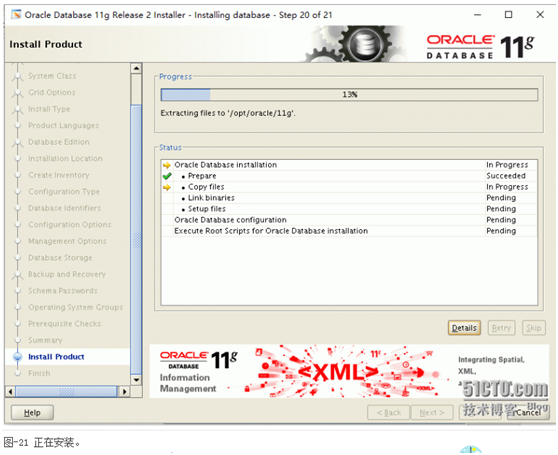 Oracle Database 11g Release 2 Installer - Installing database - Step 20 of 21
Install Product
ORACLE DATABASE 11g
System Class
Grid Options
Install Type
Product Languages
Database Edition
Installation Location
Create Inventory
Configuration Type
Database Identifiers
Configuration Options
Management Options
Database Storage
Backup and Recovery
Schema Passwords
Operating System Groups
Prerequisite Checks
Summary
Install Product
Finish
Progress
13%
Extracting files to '/opt/oracle/11g'.
Status
Oracle Database installation In Progress
• Prepare Succeeded
• Copy files In Progress
• Link binaries Pending
• Setup files Pending
Oracle Database configuration Pending
Execute Root Scripts for Oracle Database installation Pending
Details Retry Skip
ORACLE DATABASE 11g
Information
Management
11g
<XML>
Integrating Spatial,
XML,
51CTO.com
技术博客 Blog
Help < Back Next > Cancel
图-21 正在安装。